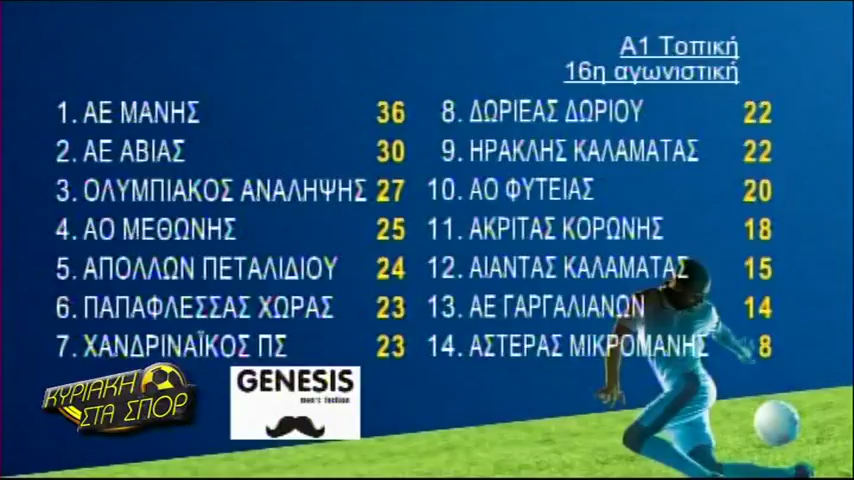 Α1 Τοπική
16η αγωνιστική
1. ΑΕ ΜΑΝΗΣ 36
2. ΑΕ ΑΒΙΑΣ 30
3. ΟΛΥΜΠΙΑΚΟΣ ΑΝΑΛΗΨΗΣ 27
4. ΑΟ ΜΕΘΩΝΗΣ 25
5. ΑΠΟΛΛΩΝ ΠΕΤΑΛΙΔΙΟΥ 24
6. ΠΑΠΑΦΛΕΣΣΑΣ ΧΩΡΑΣ 23
7. ΧΑΝΔΡΙΝΑΪΚΟΣ ΠΣ 23
8. ΔΩΡΙΕΑΣ ΔΩΡΙΟΥ 22
9. ΗΡΑΚΛΗΣ ΚΑΛΑΜΑΤΑΣ 22
10. ΑΟ ΦΥΤΕΙΑΣ 20
11. ΑΚΡΙΤΑΣ ΚΟΡΩΝΗΣ 18
12. ΑΙΑΝΤΑΣ ΚΑΛΑΜΑΤΑΣ 15
13. ΑΕ ΓΑΡΓΑΛΙΑΝΩΝ 14
14. ΑΣΤΕΡΑΣ ΜΙΚΡΟΜΑΝΗΣ 8
ΚΥΡΙΑΚΗ
ΣΤΑ ΣΠΟΡ
GENESIS
men's fashion